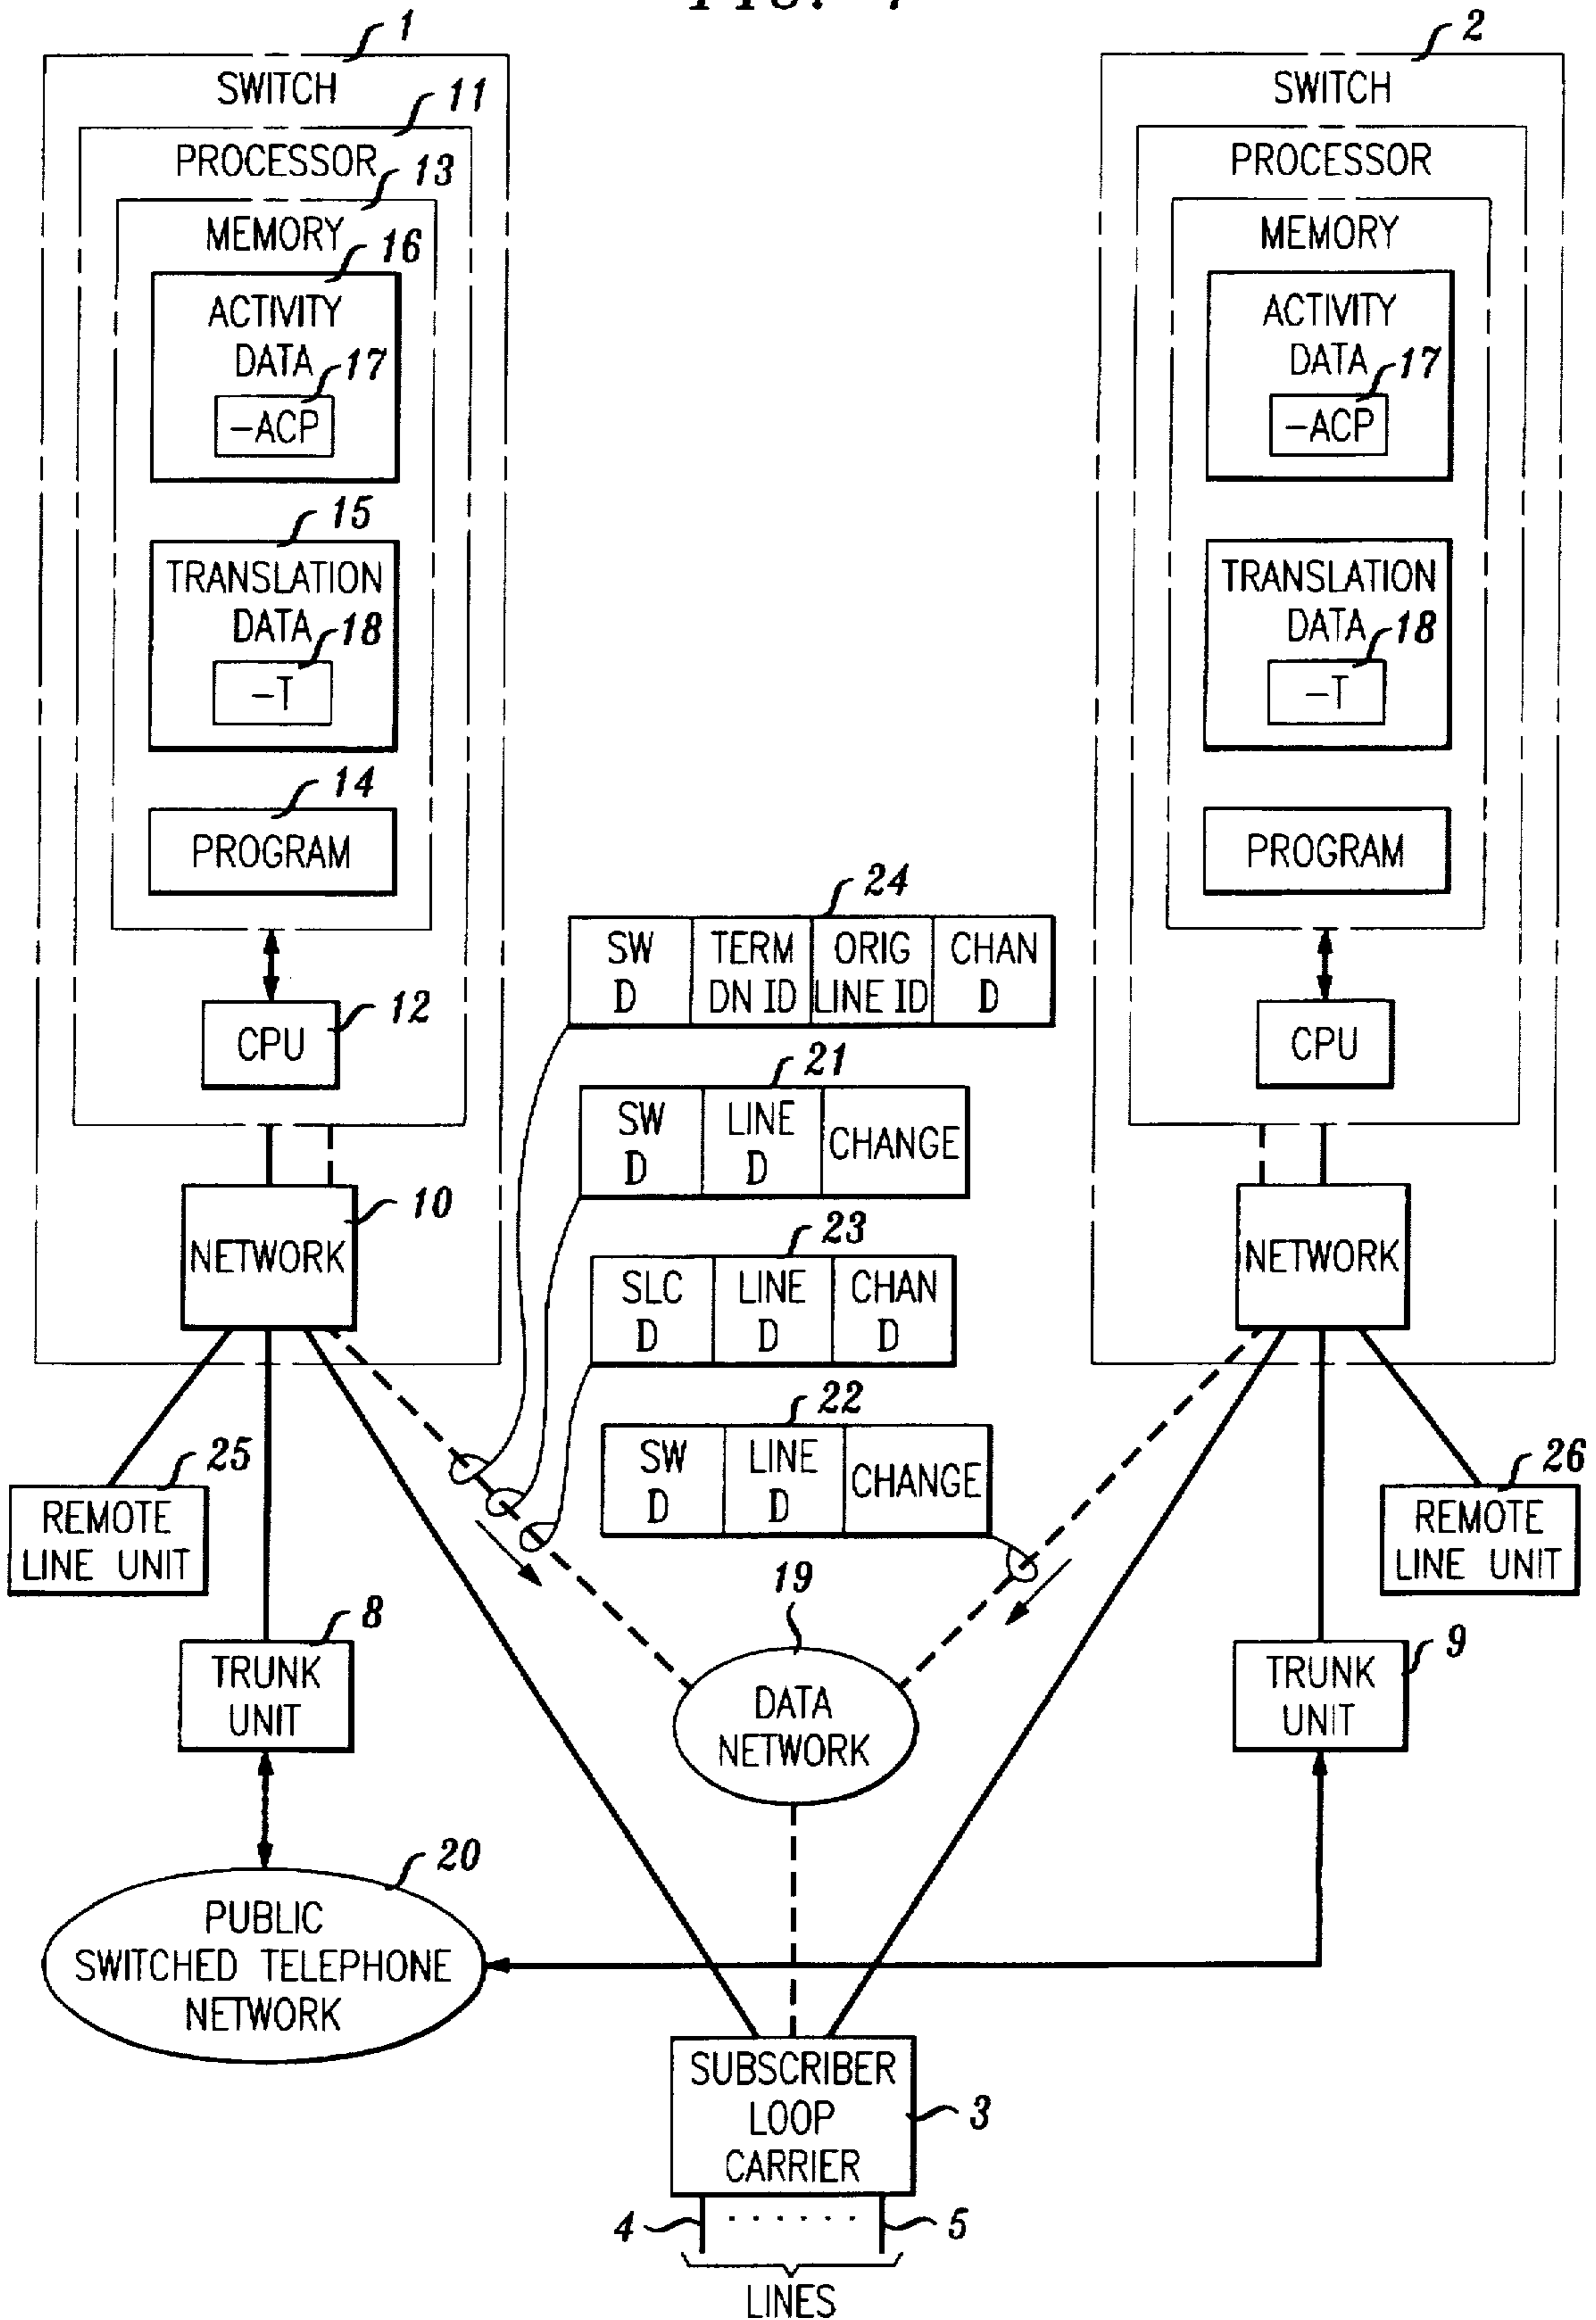 1
SWITCH
11
PROCESSOR
13
MEMORY
16
ACTIVITY
DATA
17
-ACP
15
TRANSLATION
DATA
18
-T
14
PROGRAM
12
CPU
10
NETWORK
2
SWITCH
PROCESSOR
MEMORY
ACTIVITY
DATA
17
-ACP
TRANSLATION
DATA
18
-T
PROGRAM
CPU
NETWORK
24
SW TERM ORIG CHAN
D DN ID LINE ID D
21
SW LINE CHANGE
D D
23
SLC LINE CHAN
D D D
22
SW LINE CHANGE
D D
25
REMOTE
LINE UNIT
26
REMOTE
LINE UNIT
8
TRUNK
UNIT
19
DATA
NETWORK
9
TRUNK
UNIT
20
PUBLIC
SWITCHED TELEPHONE
NETWORK
SUBSCRIBER
LOOP
CARRIER
3
4 . . . . . . 5
LINES